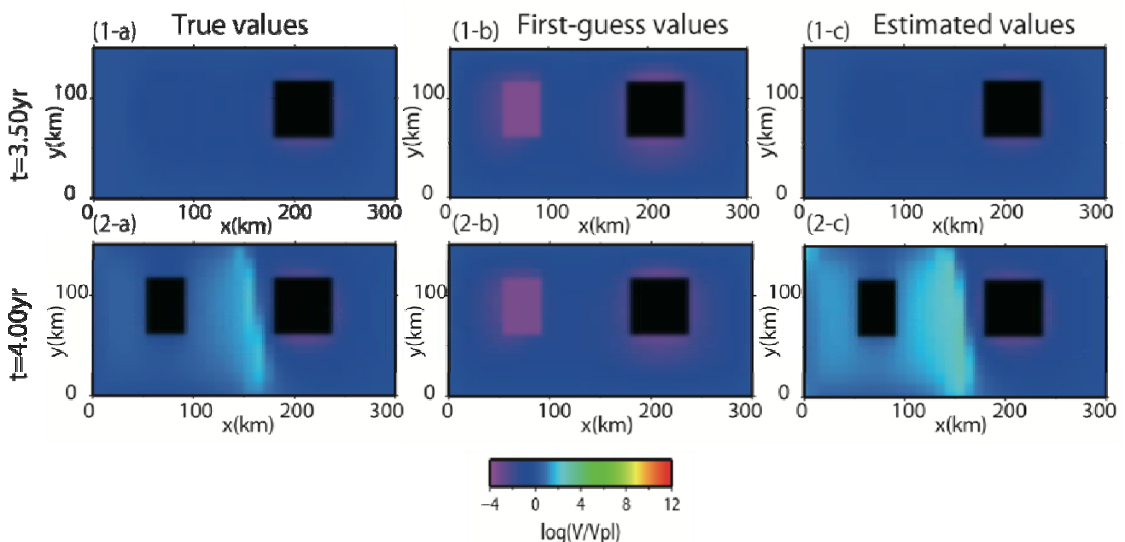 True values First-guess values Estimated values
(1-a) (1-b) (1-c)
t=3.50yr
y(km) 100 0 y(km) 100 0 y(km) 100 0
0 100 200 300 0 100 200 300 0 100 200 300
x(km) x(km) x(km)
(2-a) (2-b) (2-c)
t=4.00yr
y(km) 100 0 y(km) 100 0 y(km) 100 0
0 100 200 300 0 100 200 300 0 100 200 300
x(km) x(km) x(km)
−4 0 4 8 12
log(V/Vpl)